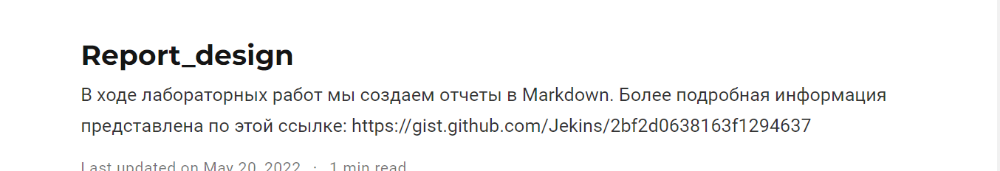 Report_design
В ходе лабораторных работ мы создаем отчеты в Markdown. Более подробная информация
представлена по этой ссылке: https://gist.github.com/Jekins/2bf2d0638163f1294637
Last updated on May 20, 2022 · 1 min read